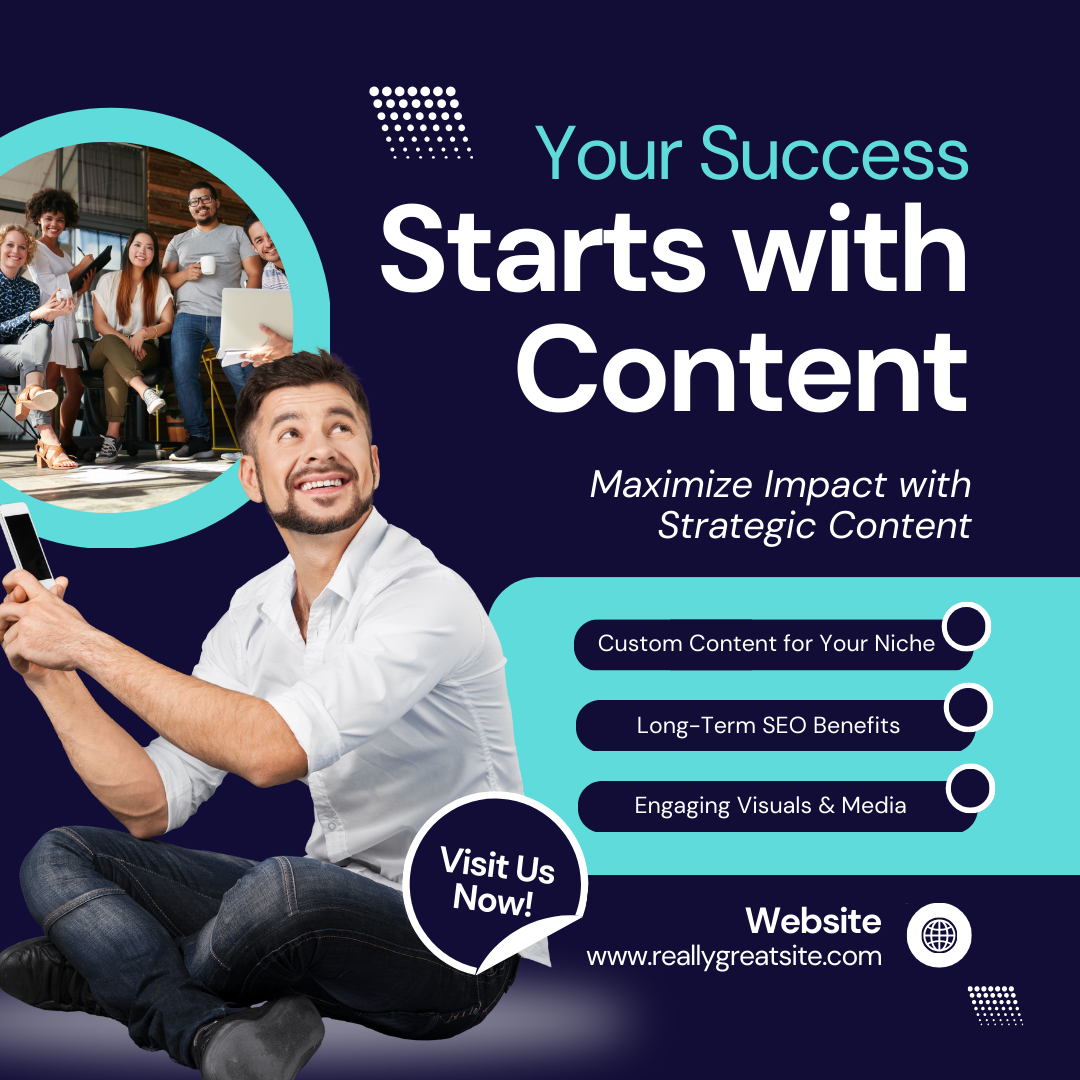 Your Success
Starts with
Content
Maximize Impact with
Strategic Content
Custom Content for Your Niche
Long-Term SEO Benefits
Engaging Visuals & Media
Visit Us
Now!
Website
www.reallygreatsite.com